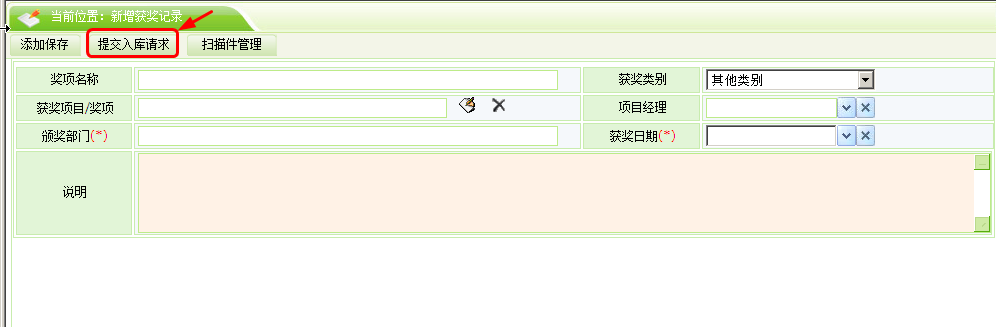 当前位置：新增获奖记录
添加保存 提交入库请求 扫描件管理
奖项名称 获奖类别 其他类别
获奖项目/奖项 项目经理
颁奖部门(*) 获奖日期(*)
说明